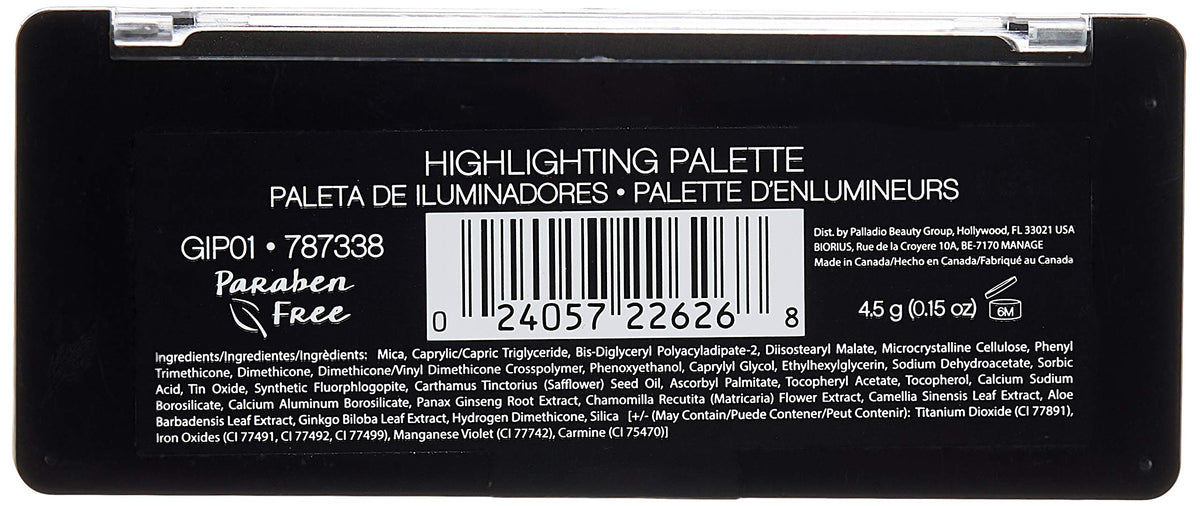 HIGHLIGHTING PALETTE
PALETA DE ILUMINADORES • PALETTE D'ENLUMINEURS
GIP01 • 787338
Paraben
Free
0 24057 22626 8
Dist. by Palladio Beauty Group, Hollywood, FL 33021 USA
BIORIUS, Rue de la Croyere 10A, BE-7170 MANAGE
Made in Canada/Hecho en Canada/Fabriqué au Canada
4.5 g (0.15 oz)
6M
Ingredients/Ingredientes/Ingrèdients: Mica, Caprylic/Capric Triglyceride, Bis-Diglyceryl Polyacyladipate-2, Diisostearyl Malate, Microcrystalline Cellulose, Phenyl
Trimethicone, Dimethicone, Dimethicone/Vinyl Dimethicone Crosspolymer, Phenoxyethanol, Caprylyl Glycol, Ethylhexylglycerin, Sodium Dehydroacetate, Sorbic
Acid, Tin Oxide, Synthetic Fluorphlogopite, Carthamus Tinctorius (Safflower) Seed Oil, Ascorbyl Palmitate, Tocopheryl Acetate, Tocopherol, Calcium Sodium
Borosilicate, Calcium Aluminum Borosilicate, Panax Ginseng Root Extract, Chamomilla Recutita (Matricaria) Flower Extract, Camellia Sinensis Leaf Extract, Aloe
Barbadensis Leaf Extract, Ginkgo Biloba Leaf Extract, Hydrogen Dimethicone, Silica [+/- (May Contain/Puede Contener/Peut Contenir): Titanium Dioxide (CI 77891),
Iron Oxides (CI 77491, CI 77492, CI 77499), Manganese Violet (CI 77742), Carmine (CI 75470)]